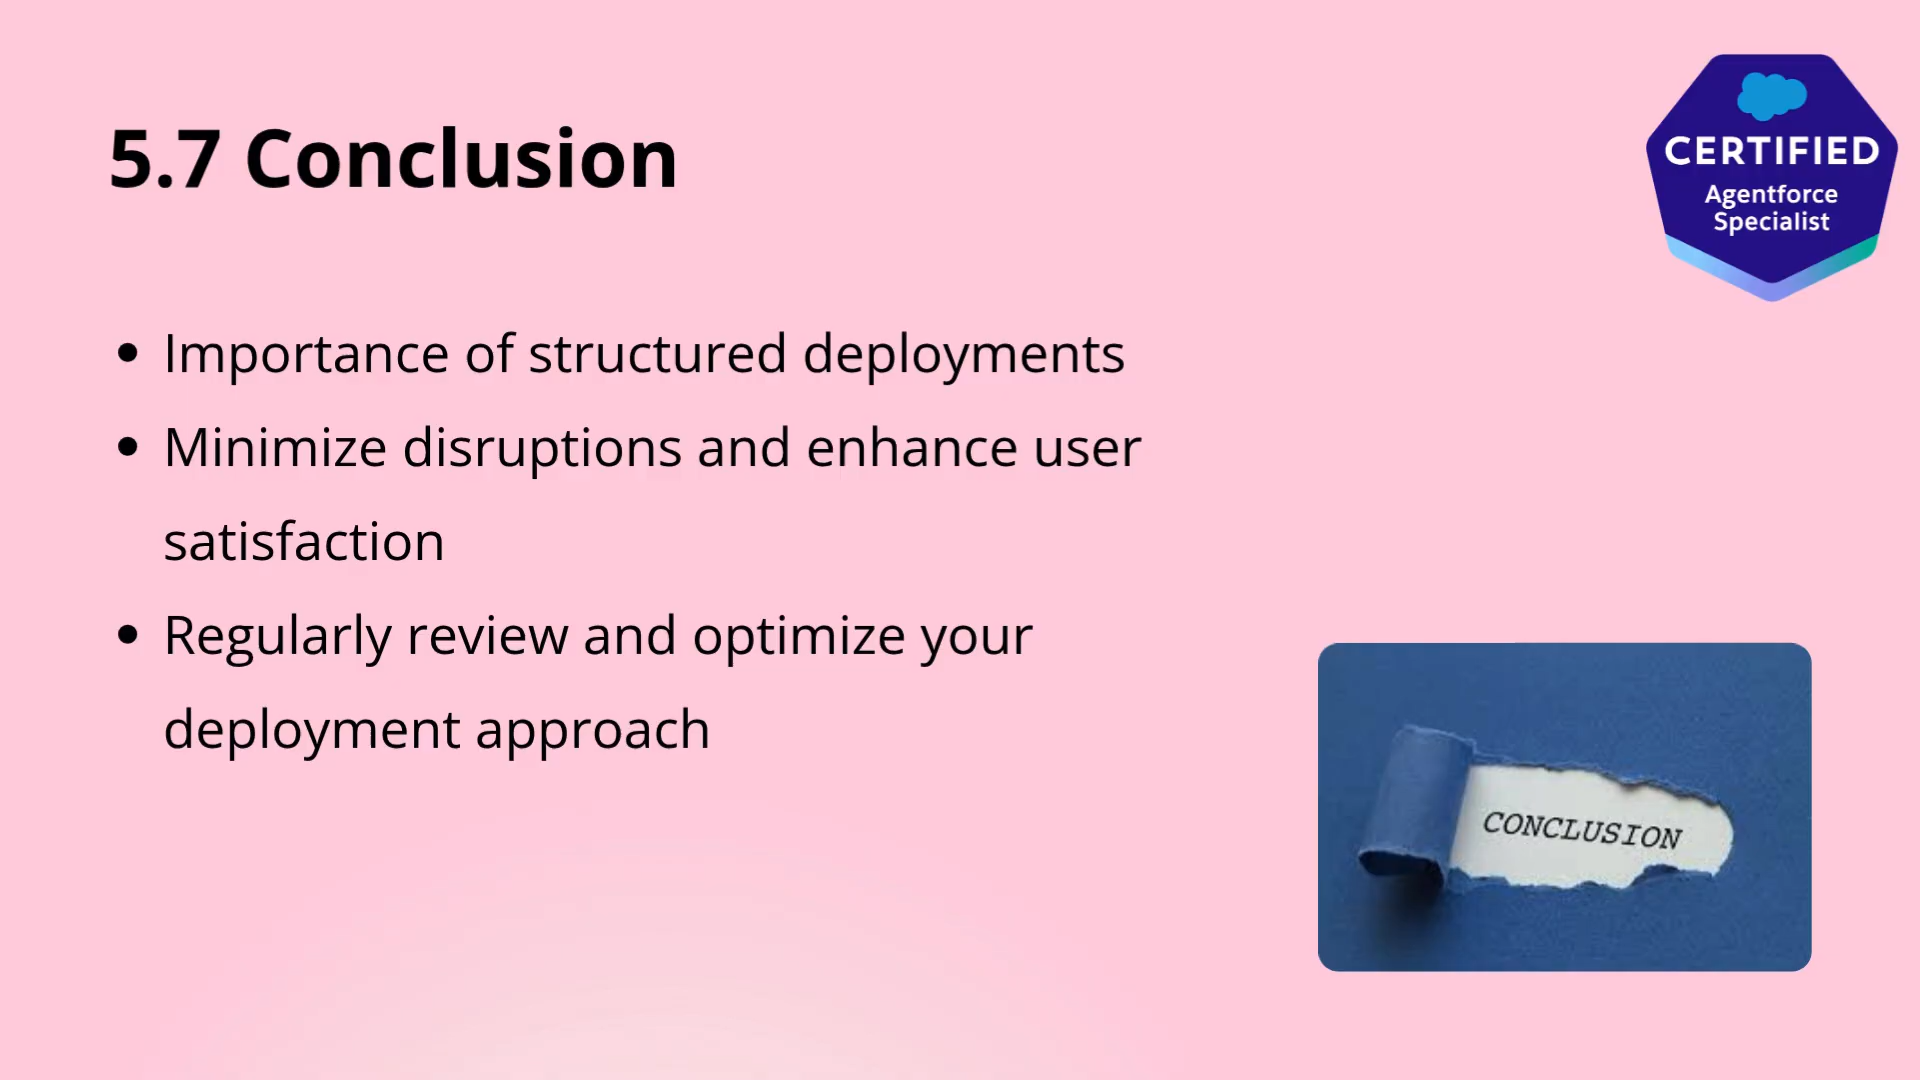 5.7 Conclusion
CERTIFIED
Agentforce
Specialist
• Importance of structured deployments
• Minimize disruptions and enhance user
satisfaction
• Regularly review and optimize your
deployment approach
CONCLUSION